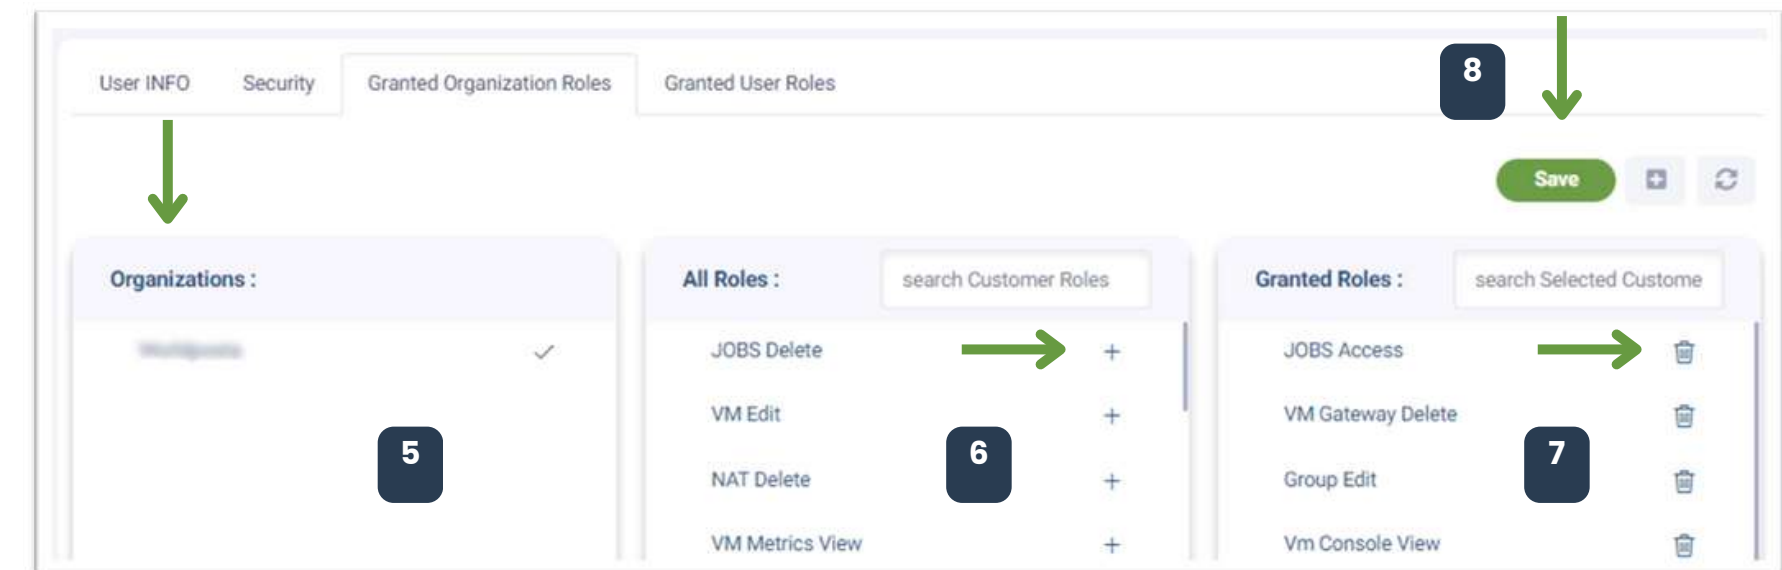 User INFO Security Granted Organization Roles Granted User Roles
8
Save
Organizations :
5
All Roles : search Customer Roles
JOBS Delete
VM Edit
6
NAT Delete
VM Metrics View
Granted Roles : search Selected Custome
JOBS Access
VM Gateway Delete
7
Group Edit
Vm Console View